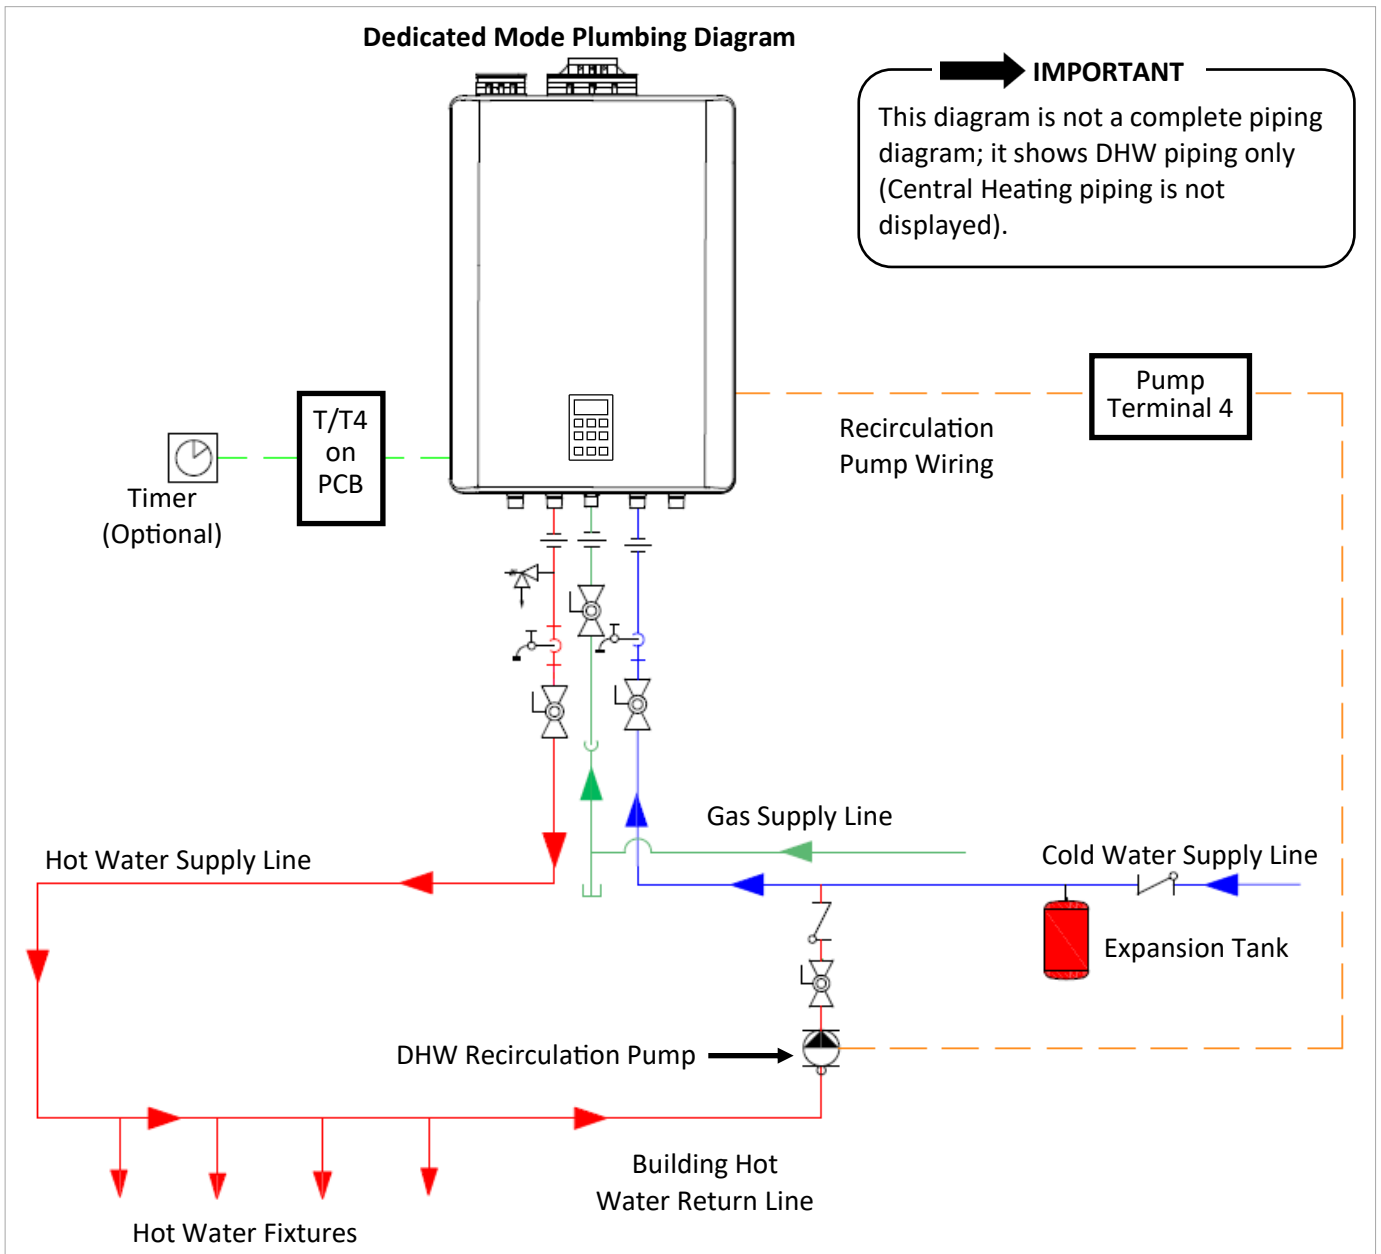 Dedicated Mode Plumbing Diagram
IMPORTANT
This diagram is not a complete piping
diagram; it shows DHW piping only
(Central Heating piping is not
displayed).
Pump
Terminal 4
T/T4
on
PCB
Recirculation
Pump Wiring
Timer
(Optional)
Gas Supply Line
Hot Water Supply Line
Cold Water Supply Line
Expansion Tank
DHW Recirculation Pump
Building Hot
Water Return Line
Hot Water Fixtures